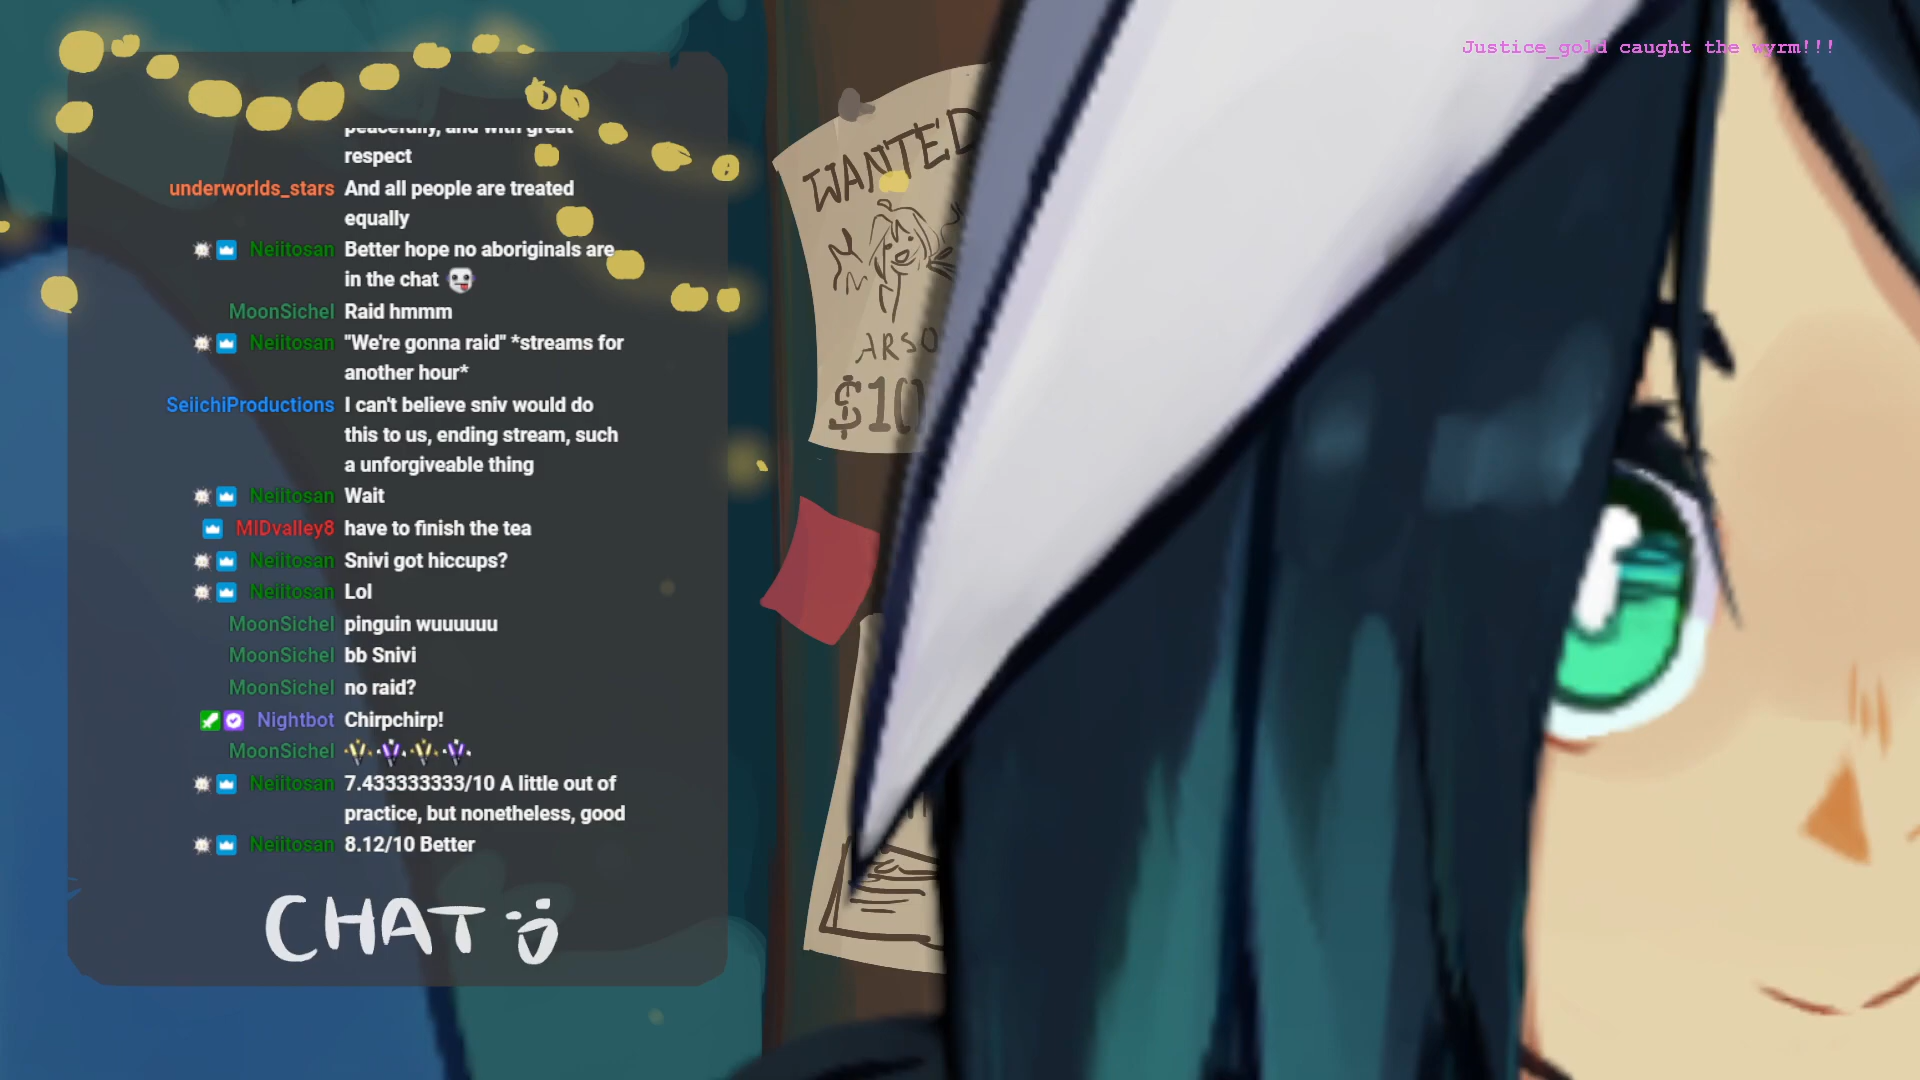 Justice_gold caught the wyrm!!!
peacefully, and with great
respect
underworlds_stars And all people are treated
equally
Neiitosan Better hope no aboriginals are
in the chat
MoonSichel Raid hmmm
Neiitosan "We're gonna raid" *streams for
another hour*
SeiichiProductions I can't believe sniv would do
this to us, ending stream, such
a unforgiveable thing
Neiitosan Wait
MIDvalley8 have to finish the tea
Neiitosan Snivi got hiccups?
Neiitosan Lol
MoonSichel pinguin wuuuuuu
MoonSichel bb Snivi
MoonSichel no raid?
Nightbot Chirpchirp!
MoonSichel
Neiitosan 7.433333333/10 A little out of
practice, but nonetheless, good
Neiitosan 8.12/10 Better
CHAT
WANTED
ARSO
$10